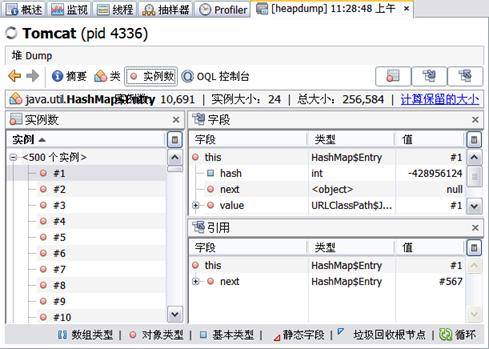 概述 监视 线程 抽样器 Profiler [heapdump] 11:28:48 上午
Tomcat (pid 4336)
堆 Dump
摘要 类 实例数 OQL 控制台
java.util.HashMap$Entry 10,691 | 实例大小: 24 | 总大小: 256,584 | 计算保留的大小
实例数
实例
<500 个实例>
#1
#2
#3
#4
#5
#6
#7
#8
#9
#10
字段
字段 类型 值
this HashMap$Entry #1
hash int -428956124
next <object> null
value URLClassPath$J... #1
引用
字段 类型 值
this HashMap$Entry #1
next HashMap$Entry #567
数组类型 | 对象类型 | 基本类型 | 静态字段 | 垃圾回收根节点 | 循环